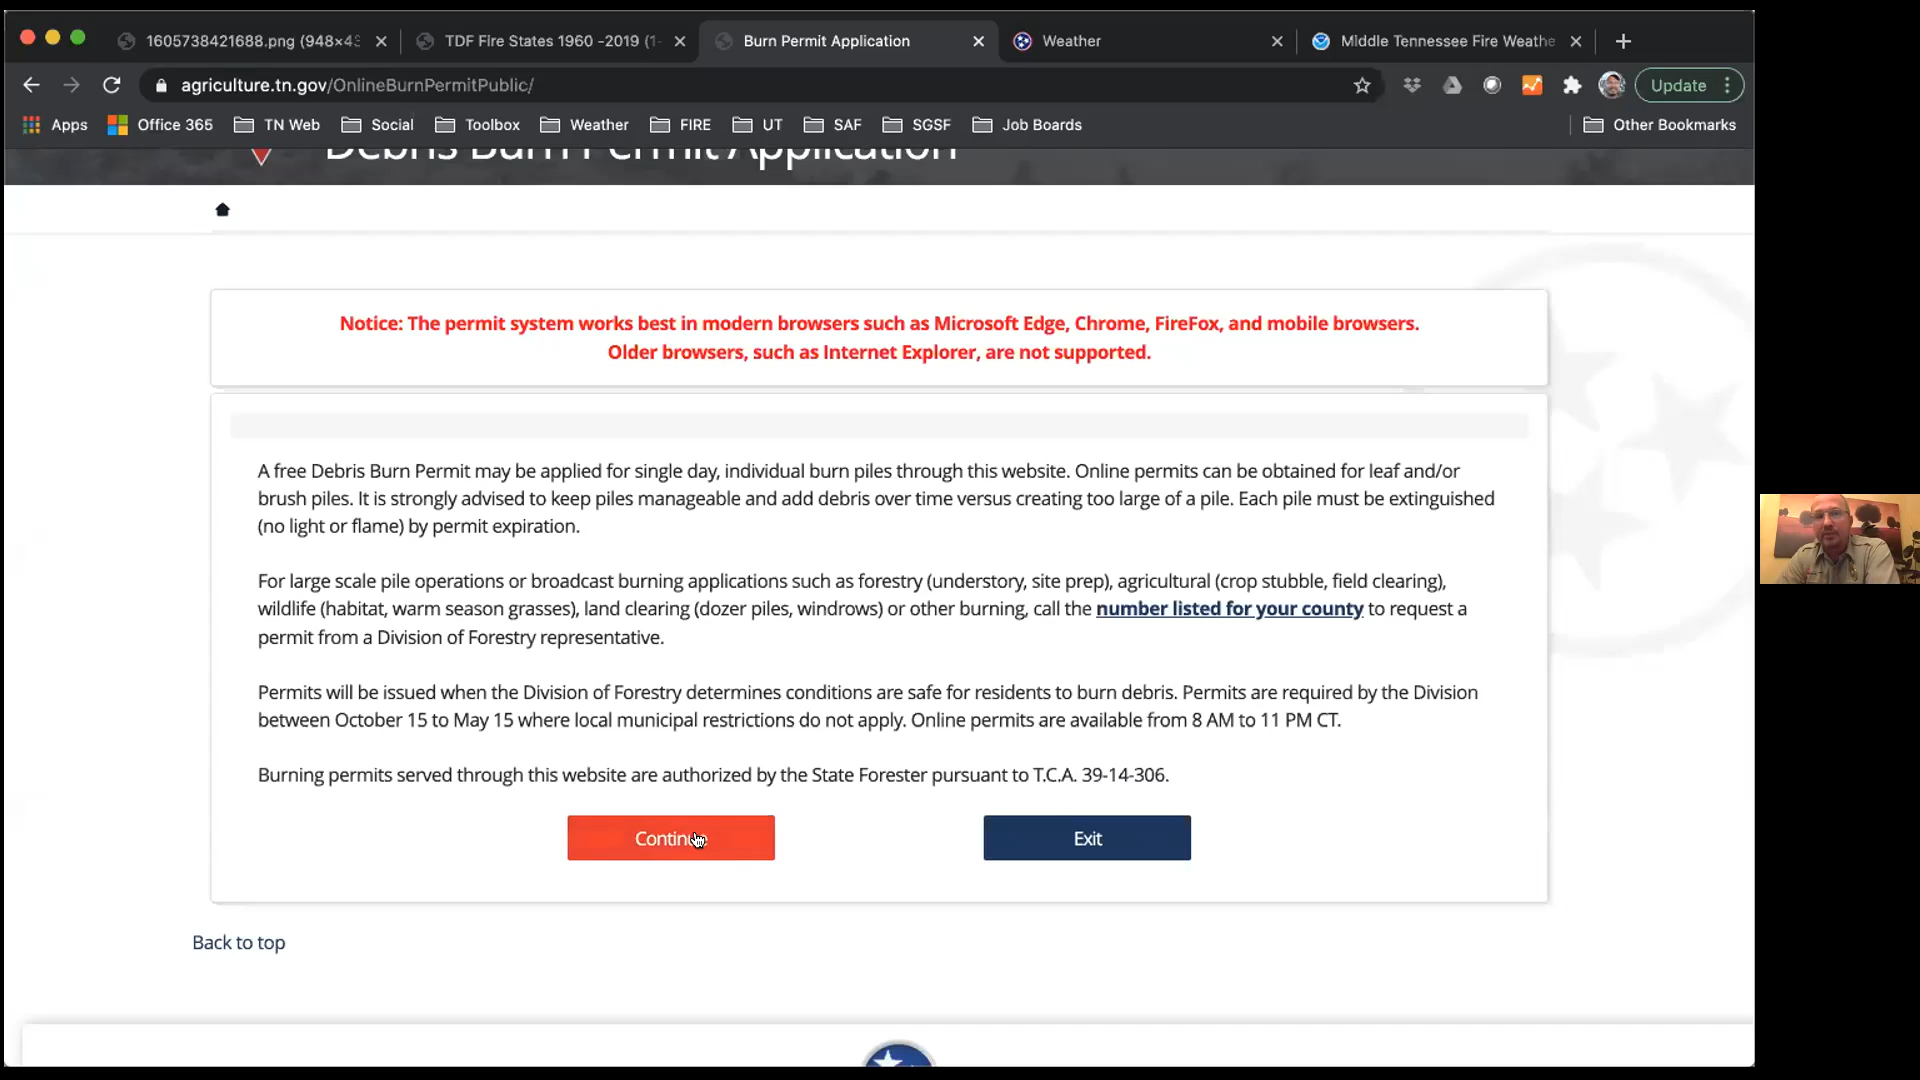 1605738421688.png (948×43
TDF Fire States 1960 -2019 (1-
Burn Permit Application
Weather
Middle Tennessee Fire Weathe
agriculture.tn.gov/OnlineBurnPermitPublic/
Update
Apps
Office 365
TN Web
Social
Toolbox
Weather
FIRE
UT
SAF
SGSF
Job Boards
Other Bookmarks
Debris Burn Permit Application
Notice: The permit system works best in modern browsers such as Microsoft Edge, Chrome, FireFox, and mobile browsers.
Older browsers, such as Internet Explorer, are not supported.
A free Debris Burn Permit may be applied for single day, individual burn piles through this website. Online permits can be obtained for leaf and/or
brush piles. It is strongly advised to keep piles manageable and add debris over time versus creating too large of a pile. Each pile must be extinguished
(no light or flame) by permit expiration.
For large scale pile operations or broadcast burning applications such as forestry (understory, site prep), agricultural (crop stubble, field clearing),
wildlife (habitat, warm season grasses), land clearing (dozer piles, windrows) or other burning, call the number listed for your county to request a
permit from a Division of Forestry representative.
Permits will be issued when the Division of Forestry determines conditions are safe for residents to burn debris. Permits are required by the Division
between October 15 to May 15 where local municipal restrictions do not apply. Online permits are available from 8 AM to 11 PM CT.
Burning permits served through this website are authorized by the State Forester pursuant to T.C.A. 39-14-306.
Continue
Exit
Back to top